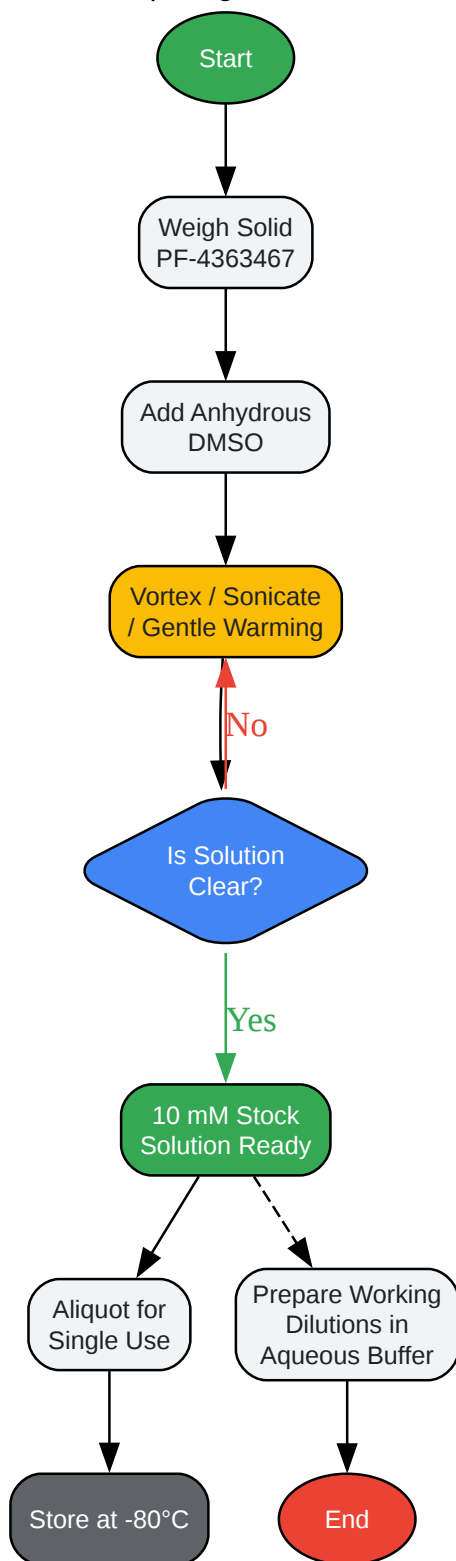 Start
Weigh Solid
PF-4363467
Add Anhydrous
DMSO
Vortex / Sonicate
/ Gentle Warming
No
Is Solution
Clear?
Yes
10 mM Stock
Solution Ready
Aliquot for
Single Use
Prepare Working
Dilutions in
Aqueous Buffer
Store at -80°C
End